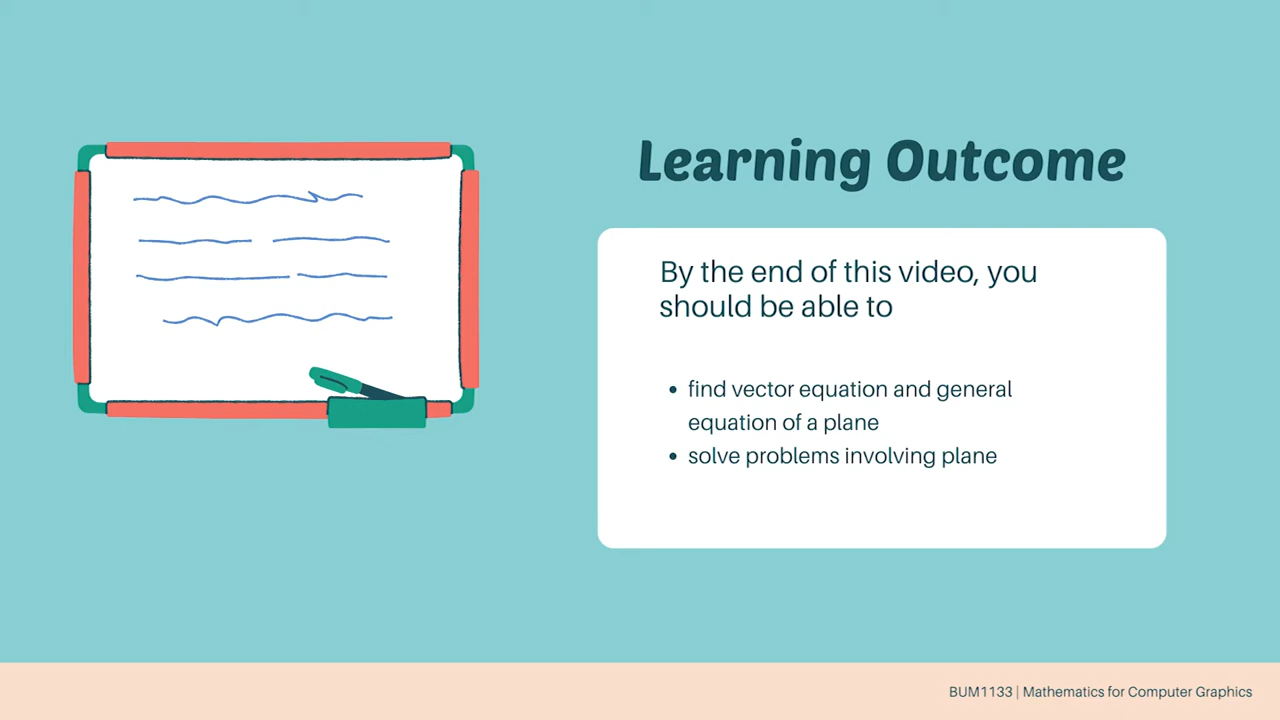 Learning Outcome
By the end of this video, you
should be able to
• find vector equation and general
equation of a plane
• solve problems involving plane
BUM1133 | Mathematics for Computer Graphics